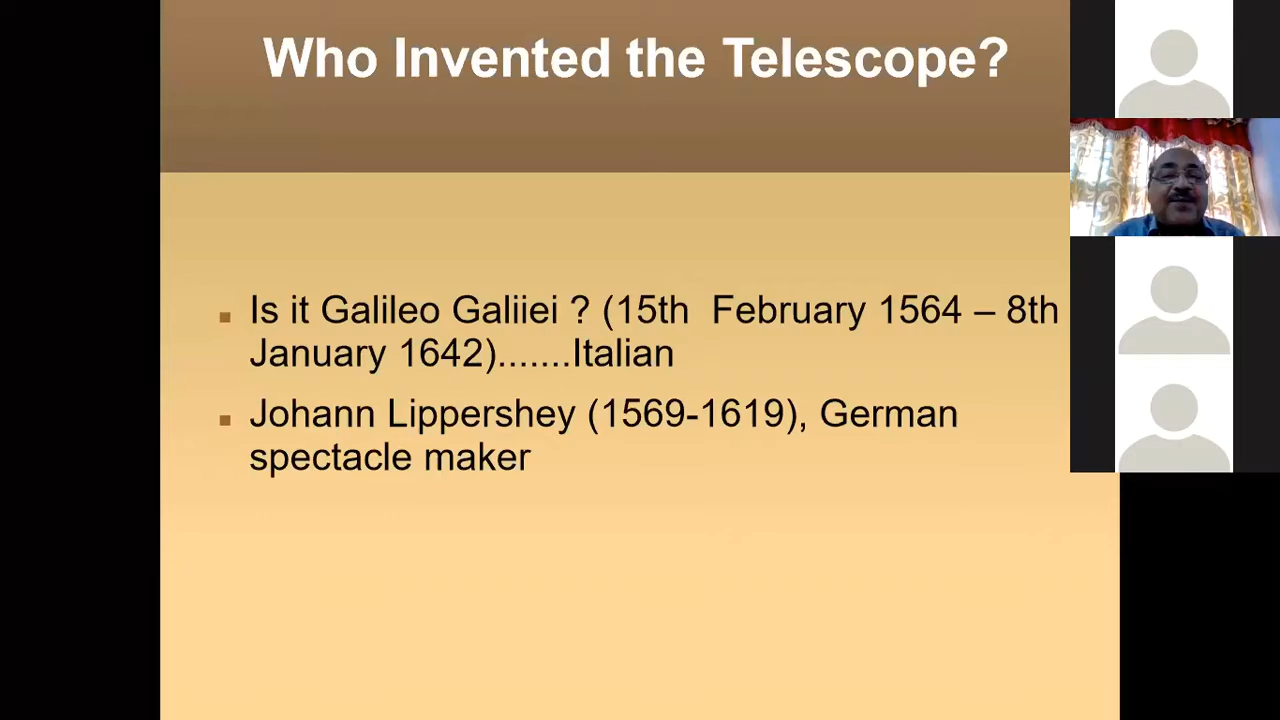 Who Invented the Telescope?
Is it Galileo Galiiei ? (15th February 1564 – 8th
January 1642).......Italian
Johann Lippershey (1569-1619), German
spectacle maker